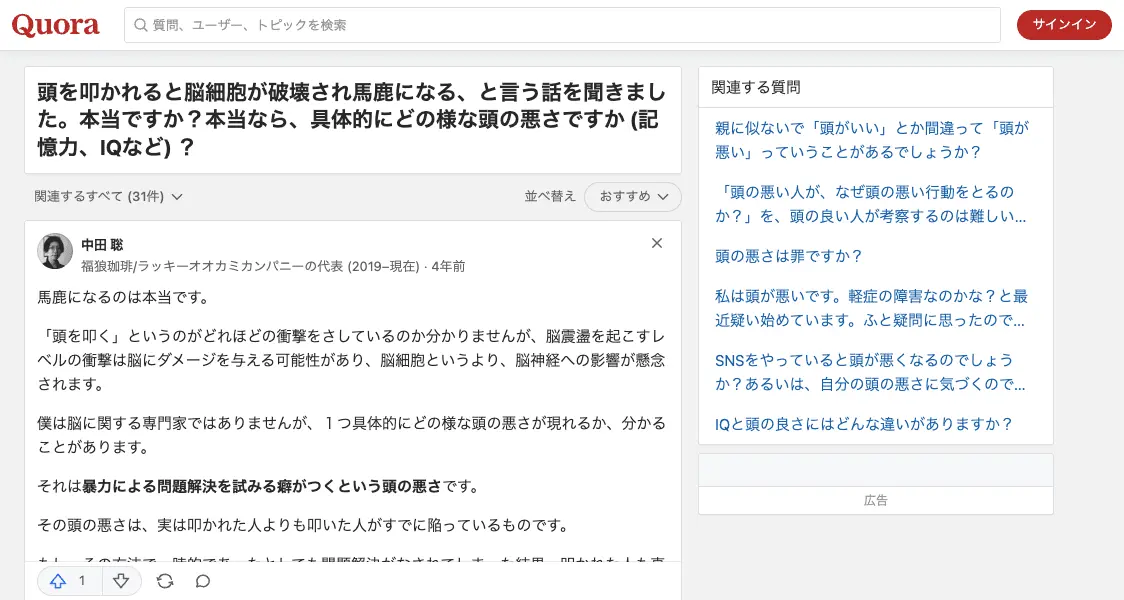 Quora
質問、ユーザー、トピックを検索
サインイン
頭を叩かれると脳細胞が破壊され馬鹿になる、と言う話を聞きまし
た。本当ですか？本当なら、具体的にどの様な頭の悪さですか (記
憶力、IQなど) ？
関連するすべて (31件)
並べ替え
おすすめ
中田 聡
福狼珈琲/ラッキーオオカミカンパニーの代表 (2019–現在) · 4年前
馬鹿になるのは本当です。
「頭を叩く」というのがどれほどの衝撃をさしているのか分かりませんが、脳震盪を起こすレ
ベルの衝撃は脳にダメージを与える可能性があり、脳細胞というより、脳神経への影響が懸念
されます。
僕は脳に関する専門家ではありませんが、１つ具体的にどの様な頭の悪さが現れるか、分かる
ことがあります。
それは暴力による問題解決を試みる癖がつくという頭の悪さです。
その頭の悪さは、実は叩かれた人よりも叩いた人がすでに陥っているものです。
1
関連する質問
親に似ないで「頭がいい」とか間違って「頭が
悪い」っていうことがあるでしょうか？
「頭の悪い人が、なぜ頭の悪い行動をとるの
か？」を、頭の良い人が考察するのは難しい...
頭の悪さは罪ですか？
私は頭が悪いです。軽症の障害なのかな？と最
近疑い始めています。ふと疑問に思ったので...
SNSをやっていると頭が悪くなるのでしょう
か？あるいは、自分の頭の悪さに気づくので...
IQと頭の良さにはどんな違いがありますか？
広告